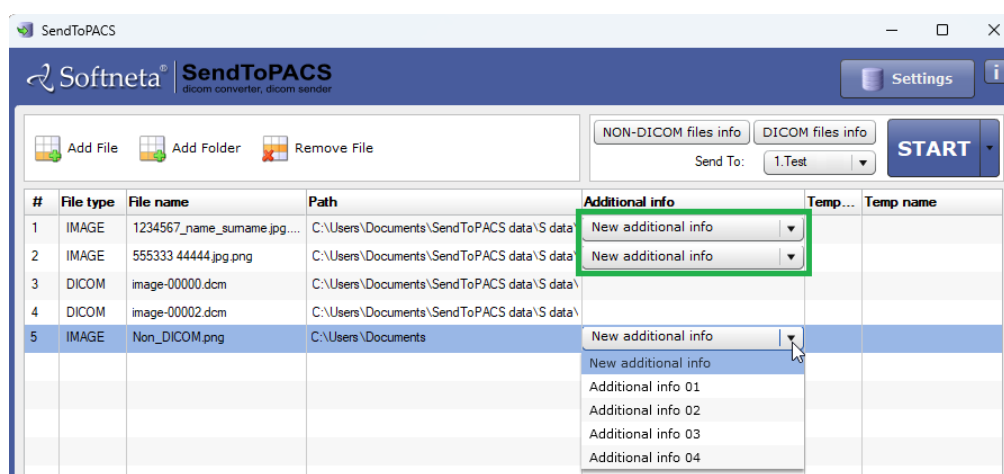 SendToPACS
Softneta® SendToPACS
dicom converter, dicom sender
Settings
i
Add File Add Folder Remove File
NON-DICOM files info DICOM files info
Send To: 1.Test
START
# File type File name Path Additional info Temp... Temp name
1 IMAGE 1234567_name_surname.jpg.... C:\Users\Documents\SendToPACS data\S data\ New additional info
2 IMAGE 555333 44444.jpg.png C:\Users\Documents\SendToPACS data\S data\ New additional info
3 DICOM image-00000.dcm C:\Users\Documents\SendToPACS data\S data\
4 DICOM image-00002.dcm C:\Users\Documents\SendToPACS data\S data\
5 IMAGE Non_DICOM.png C:\Users\Documents New additional info
New additional info
Additional info 01
Additional info 02
Additional info 03
Additional info 04